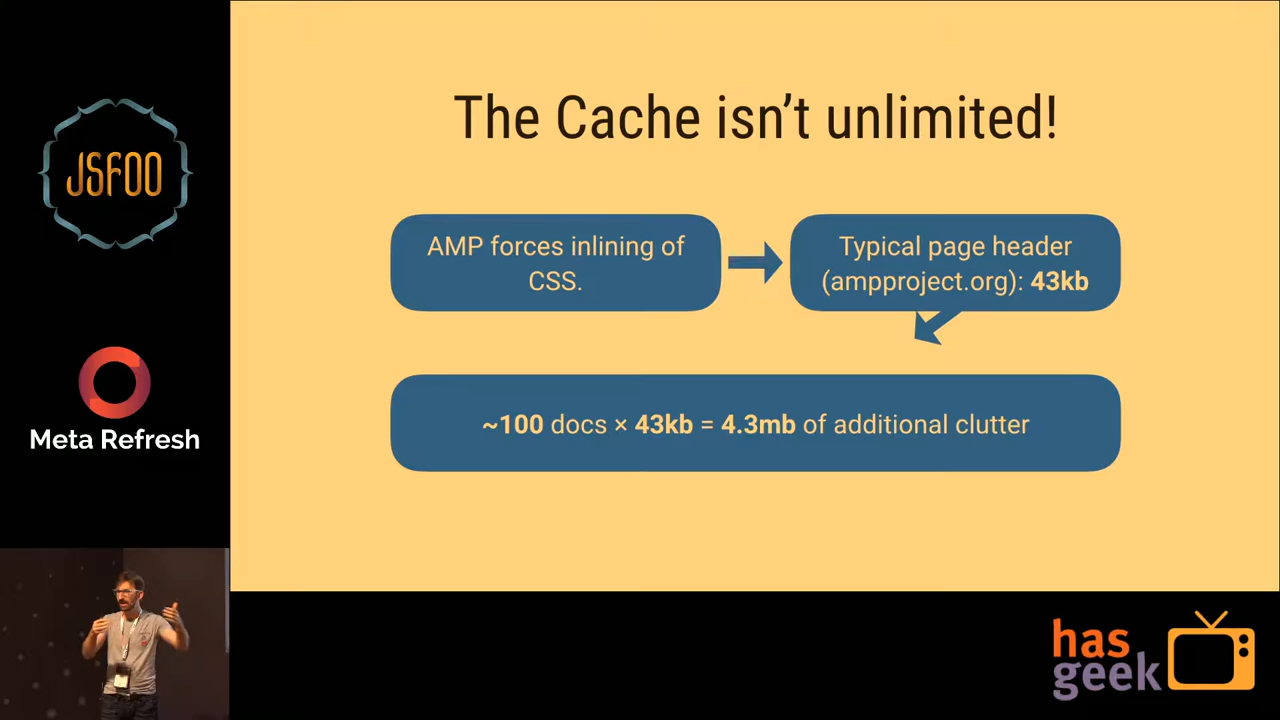 The Cache isn’t unlimited!
JSFOO
AMP forces inlining of
CSS.
Typical page header
(ampproject.org): 43kb
Meta Refresh
~100 docs × 43kb = 4.3mb of additional clutter
has
geek